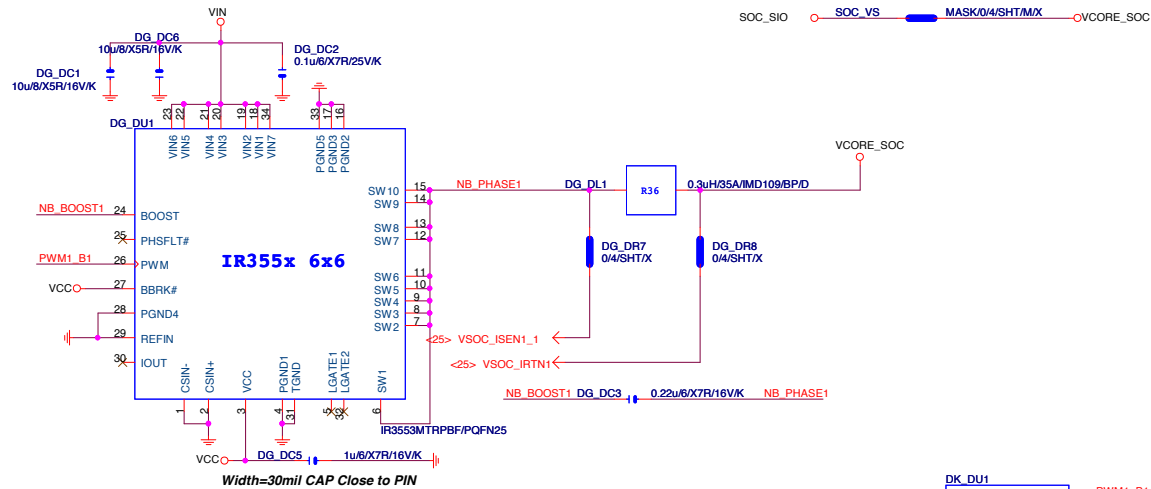 VIN
SOC_SIO SOC_VS MASK/0/4/SHT/M/X VCORE_SOC
DG_DC6
10u/8/X5R/16V/K
DG_DC2
0.1u/6/X7R/25V/K
DG_DC1
10u/8/X5R/16V/K
DG_DU1
23 22 21 20 19 18 34 33 17 16
VIN6 VIN5 VIN4 VIN3 VIN2 VIN1 VIN7 PGND5 PGND3 PGND2
VCORE_SOC
SW10 15 NB_PHASE1 DG_DL1 R36 0.3uH/35A/IMD109/BP/D
SW9 14
NB_BOOST1 24 BOOST
SW8 13
SW7 12
25 PHSFLT#
DG_DR7
0/4/SHT/X
DG_DR8
0/4/SHT/X
IR355x 6x6
PWM1_B1 26 PWM
SW6 11
VCC 27 BBRK#
SW5 10
SW4 9
28 PGND4
SW3 8
SW2 7
29 REFIN
<25> VSOC_ISEN1_1
30 IOUT
<25> VSOC_IRTN1
CSIN- CSIN+ VCC PGND1 TGND LGATE1 LGATE2 SW1
1 2 3 4 31 5 32 6
NB_BOOST1 DG_DC3 0.22u/6/X7R/16V/K NB_PHASE1
IR3553MTRPBF/PQFN25
VCC DG_DC5 1u/6/X7R/16V/K
Width=30mil CAP Close to PIN
DK_DU1
PWM1_B1